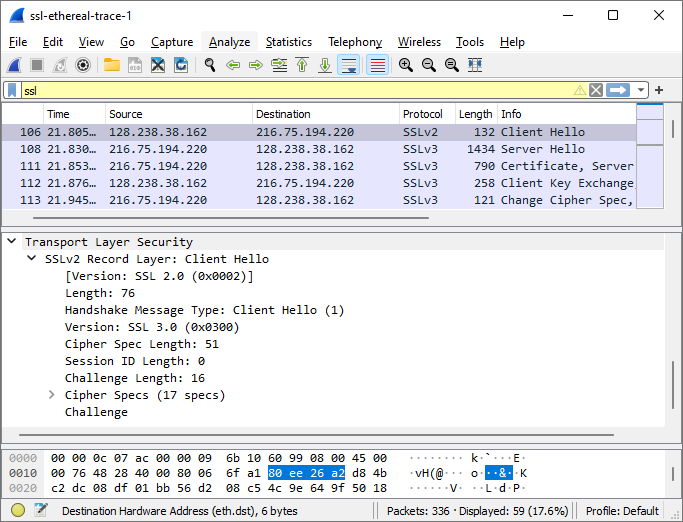 ssl-ethereal-trace-1
File Edit View Go Capture Analyze Statistics Telephony Wireless Tools Help
ssl
Time Source Destination Protocol Length Info
106 21.805… 128.238.38.162 216.75.194.220 SSLv2 132 Client Hello
108 21.830… 216.75.194.220 128.238.38.162 SSLv3 1434 Server Hello
111 21.853… 216.75.194.220 128.238.38.162 SSLv3 790 Certificate, Server
112 21.876… 128.238.38.162 216.75.194.220 SSLv3 258 Client Key Exchange,
113 21.945… 216.75.194.220 128.238.38.162 SSLv3 121 Change Cipher Spec,
Transport Layer Security
SSLv2 Record Layer: Client Hello
[Version: SSL 2.0 (0x0002)]
Length: 76
Handshake Message Type: Client Hello (1)
Version: SSL 3.0 (0x0300)
Cipher Spec Length: 51
Session ID Length: 0
Challenge Length: 16
Cipher Specs (17 specs)
Challenge
0000 00 00 0c 07 ac 00 00 09 6b 10 60 99 08 00 45 00 ········ k·`···E·
0010 00 76 48 28 40 00 80 06 6f a1 80 ee 26 a2 d8 4b ·vH(@··· o···&··K
0020 c2 dc 08 df 01 bb 56 d2 08 c5 4c 9e 64 9f 50 18 ······V· ··L·d·P·
Destination Hardware Address (eth.dst), 6 bytes Packets: 336 · Displayed: 59 (17.6%) Profile: Default